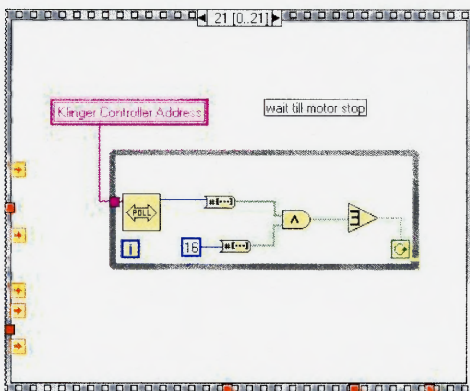 21 [0..21]
Klinger Controller Address
wait till motor stop
POLL
#[...]
i
16
#[...]